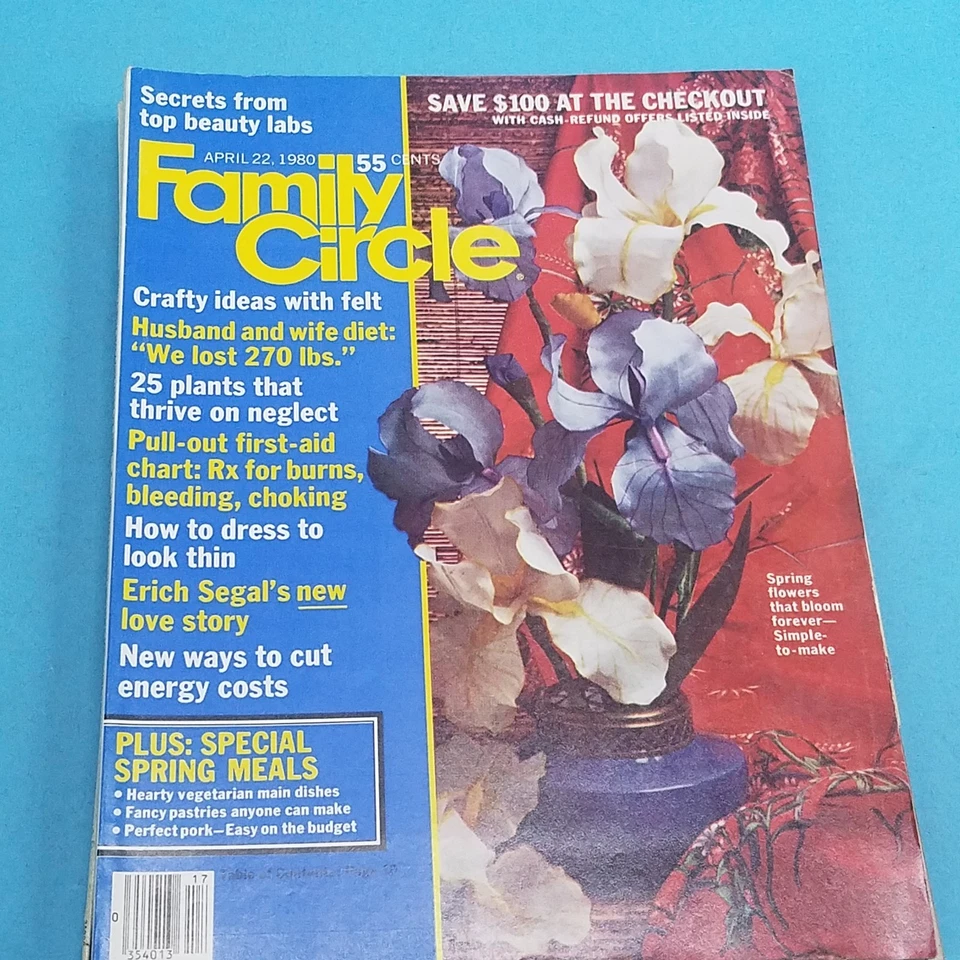 Secrets from
top beauty labs
SAVE $100 AT THE CHECKOUT
WITH CASH-REFUND OFFERS LISTED INSIDE
APRIL 22, 1980 55 CENTS
Family
Circle
Crafty ideas with felt
Husband and wife diet:
“We lost 270 lbs.”
25 plants that
thrive on neglect
Pull-out first-aid
chart: Rx for burns,
bleeding, choking
How to dress to
look thin
Erich Segal’s new
love story
New ways to cut
energy costs
Spring
flowers
that bloom
forever—
Simple-
to-make
PLUS: SPECIAL
SPRING MEALS
• Hearty vegetarian main dishes
• Fancy pastries anyone can make
• Perfect pork—Easy on the budget
Table of Contents: Page
17
0
354013